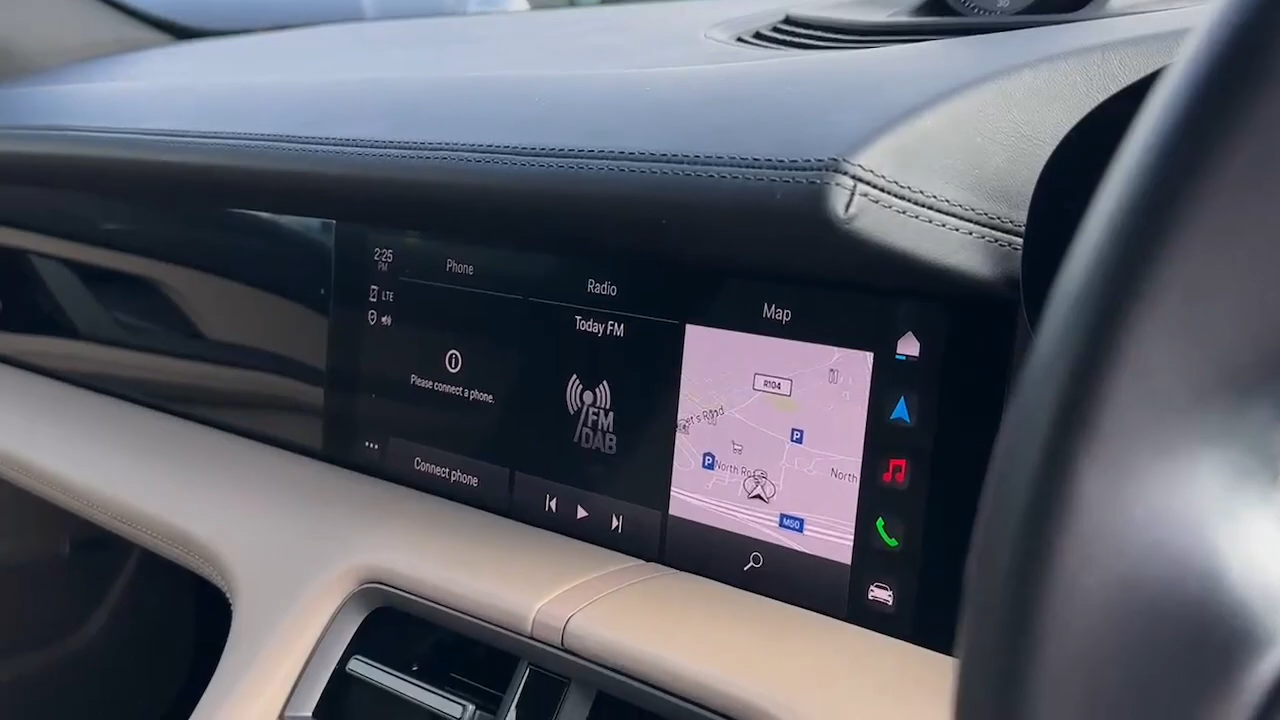 30
2:25
PM
LTE
Phone
Please connect a phone.
Connect phone
Radio
Today FM
FM
DAB
Map
R104
P
P
North
North
M50